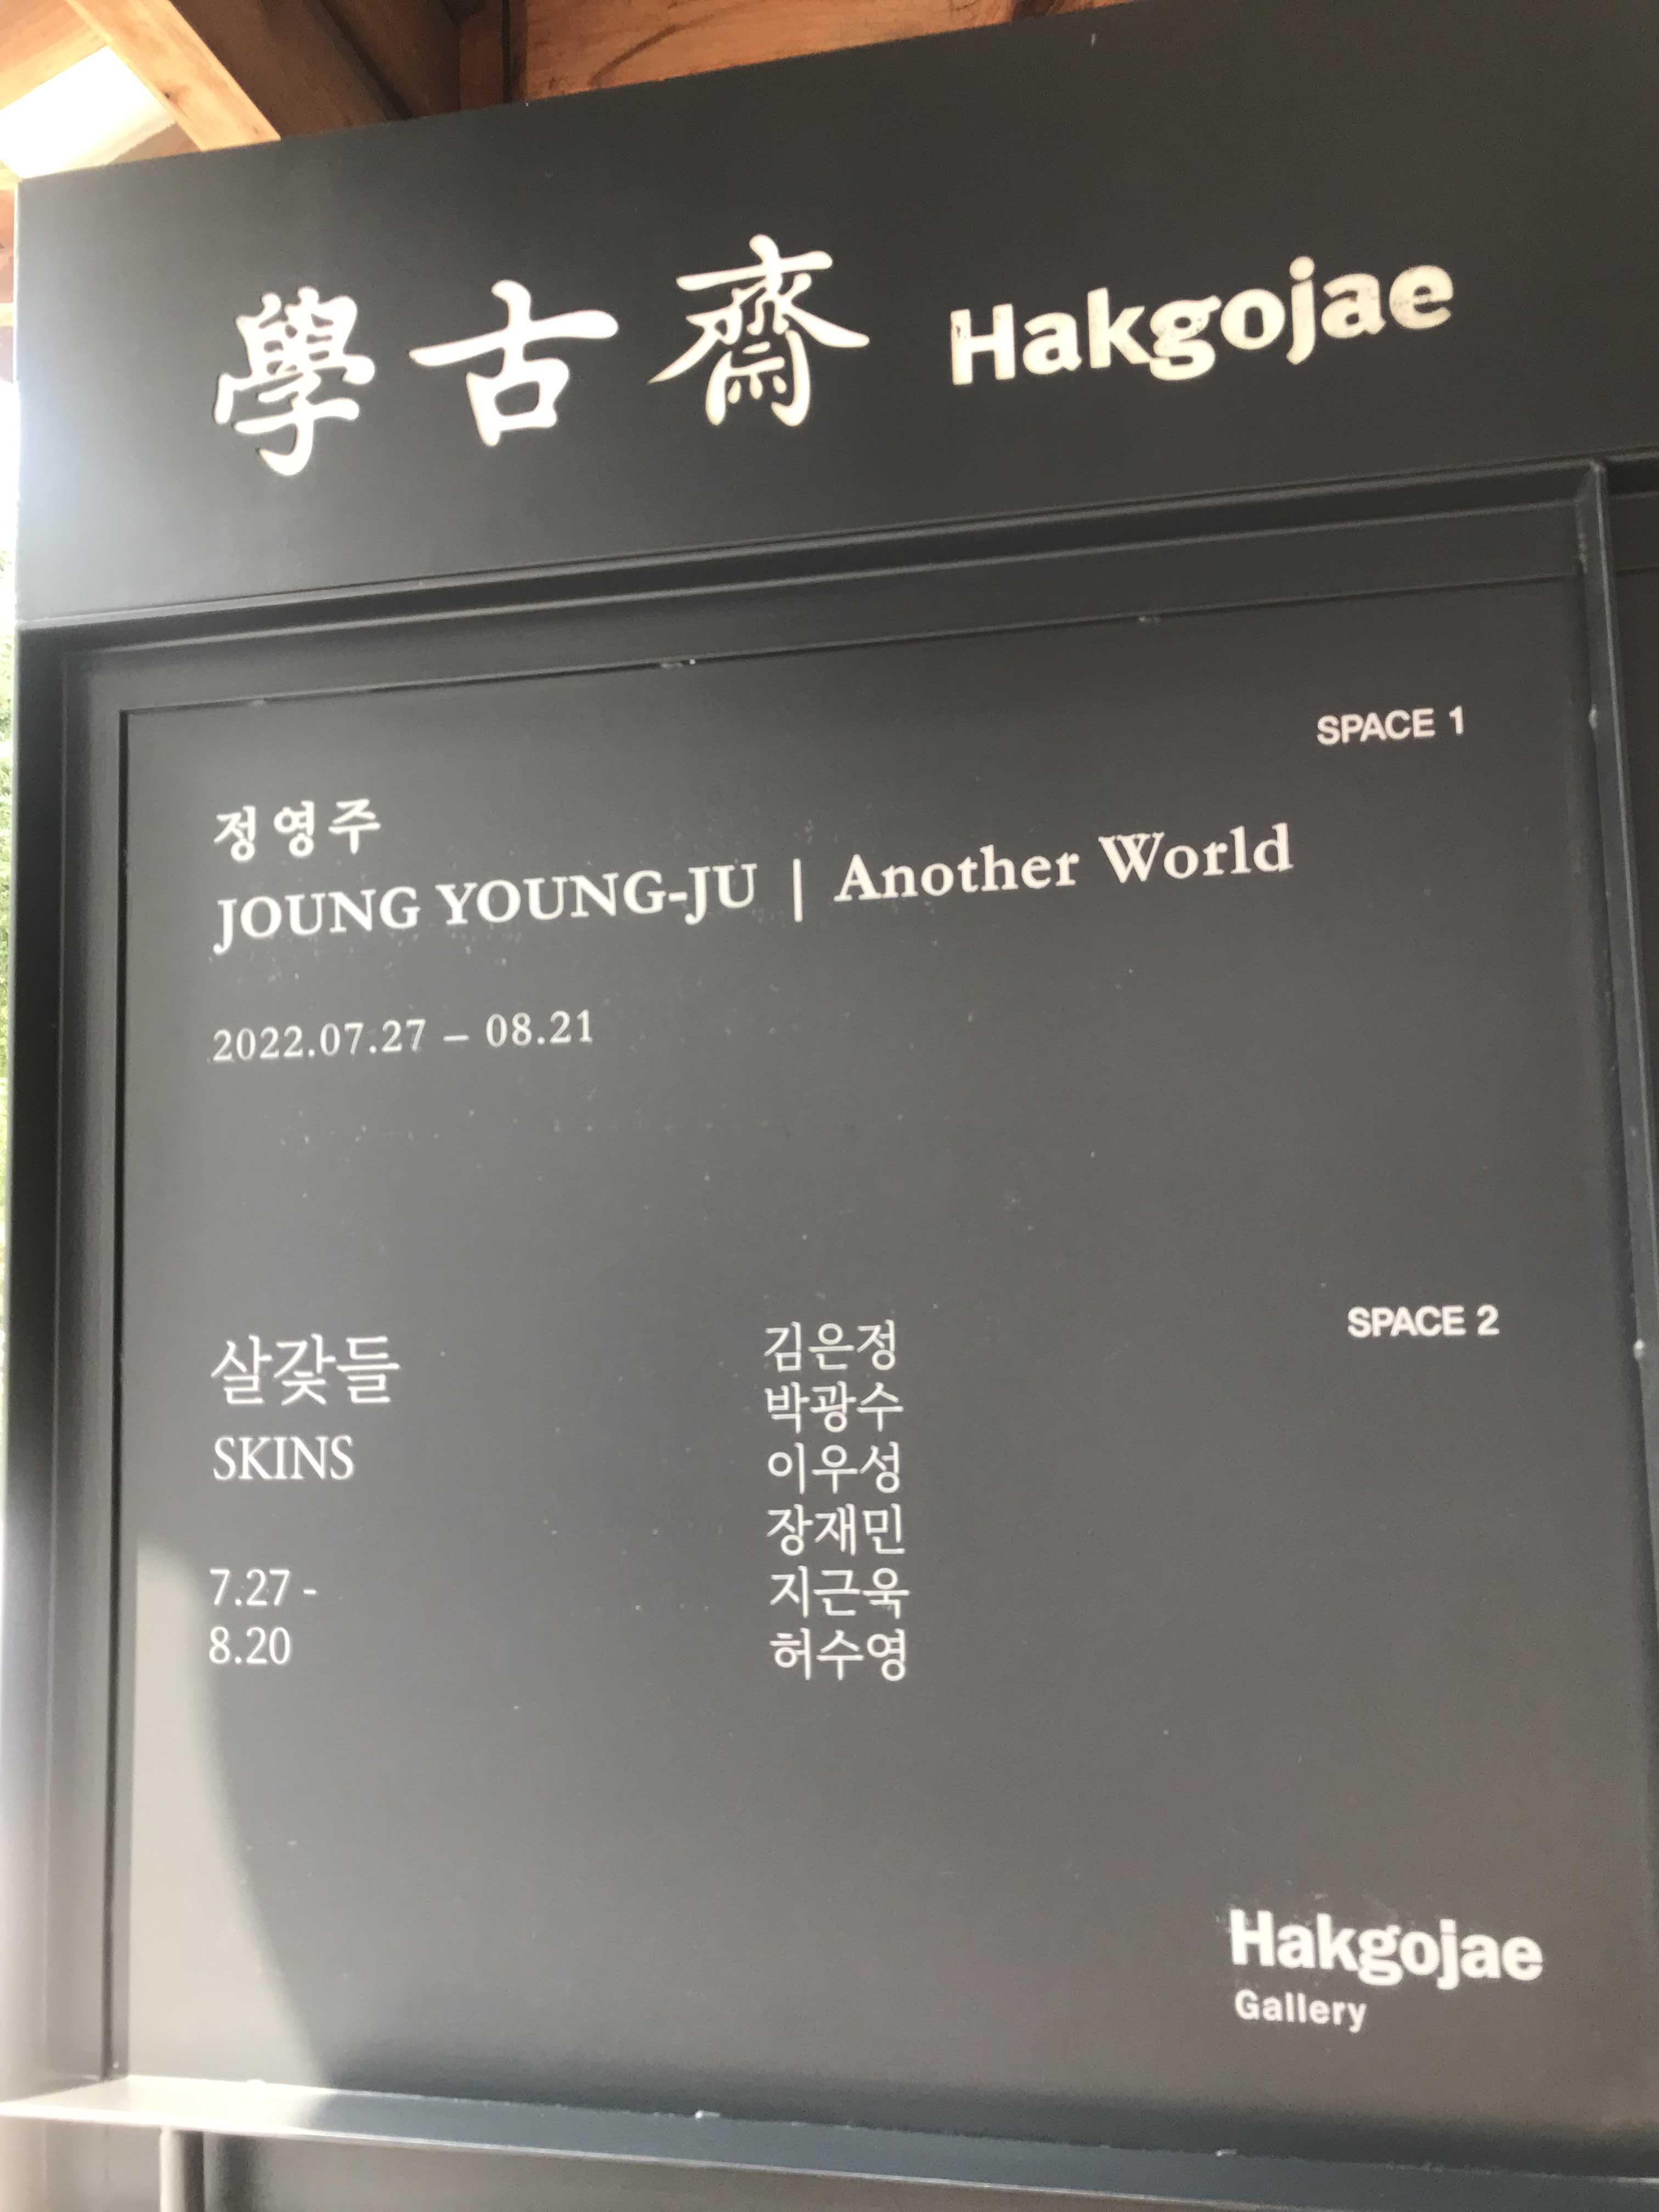 學古齋 Hakgojae
SPACE 1
정영주
JOUNG YOUNG-JU | Another World
2022.07.27 – 08.21
SPACE 2
살갗들
SKINS
7.27 -
8.20
김은정
박광수
이우성
장재민
지근욱
허수영
Hakgojae
Gallery